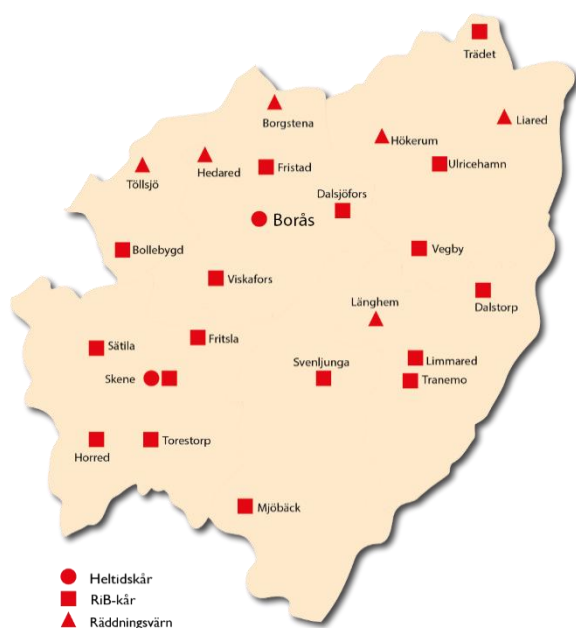 Trädet
Borgstena
Liared
Hökerum
Hedared
Fristad
Ulricehamn
Töllsjö
Dalsjöfors
Borås
Bollebygd
Vegby
Viskafors
Länghem
Dalstorp
Fritsla
Sätila
Limmared
Svenljunga
Skene
Tranemo
Horred
Torestorp
Mjöbäck
Heltidskår
RiB-kår
Räddningsvärn